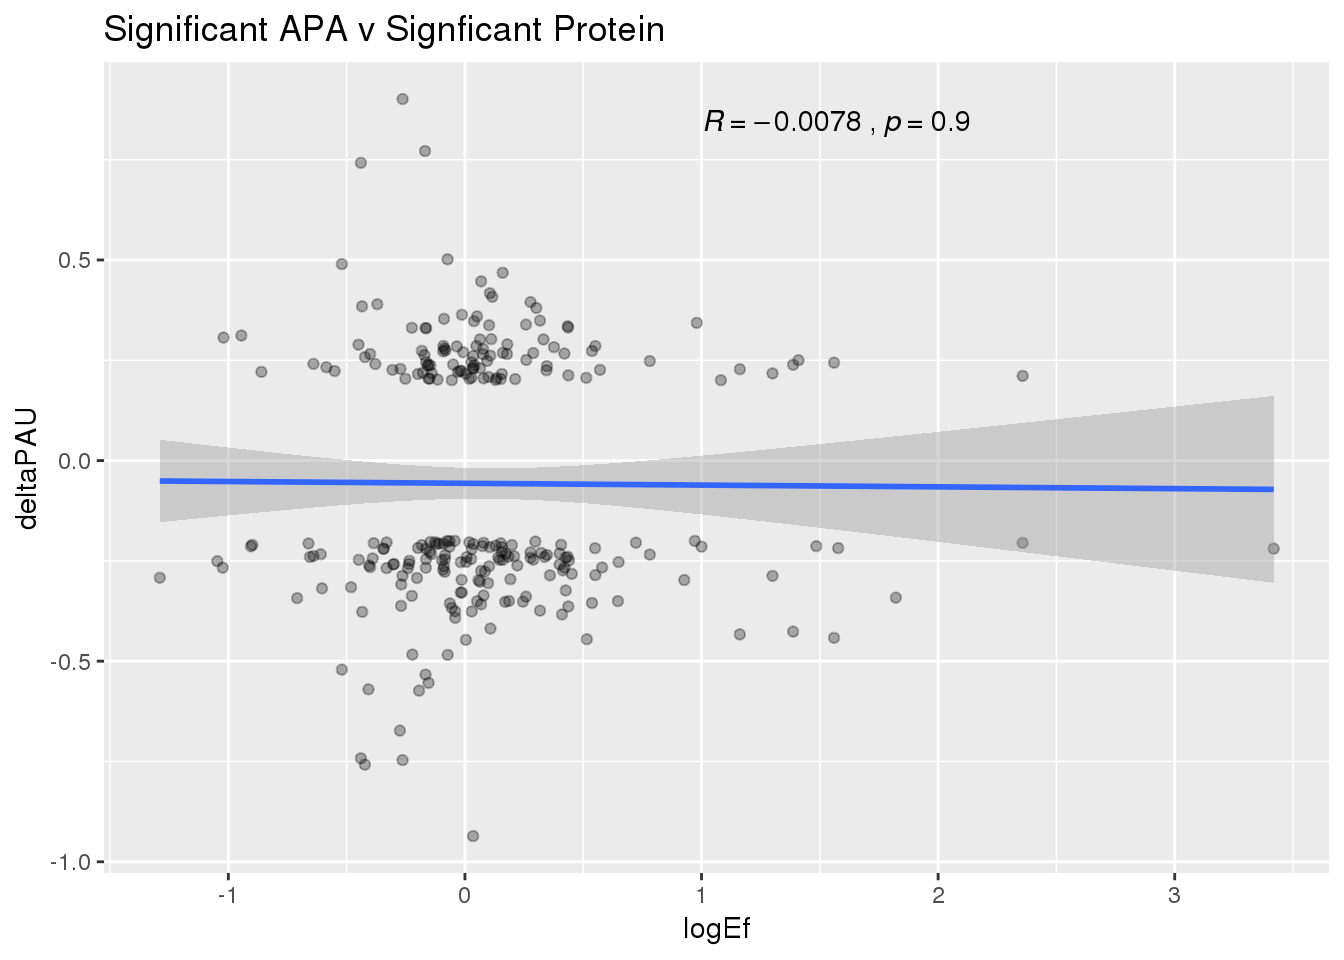 Significant APA v Signficant Protein
R = −0.0078 , p = 0.9
deltaPAU
0.5
0.0
-0.5
-1.0
-1 0 1 2 3
logEf